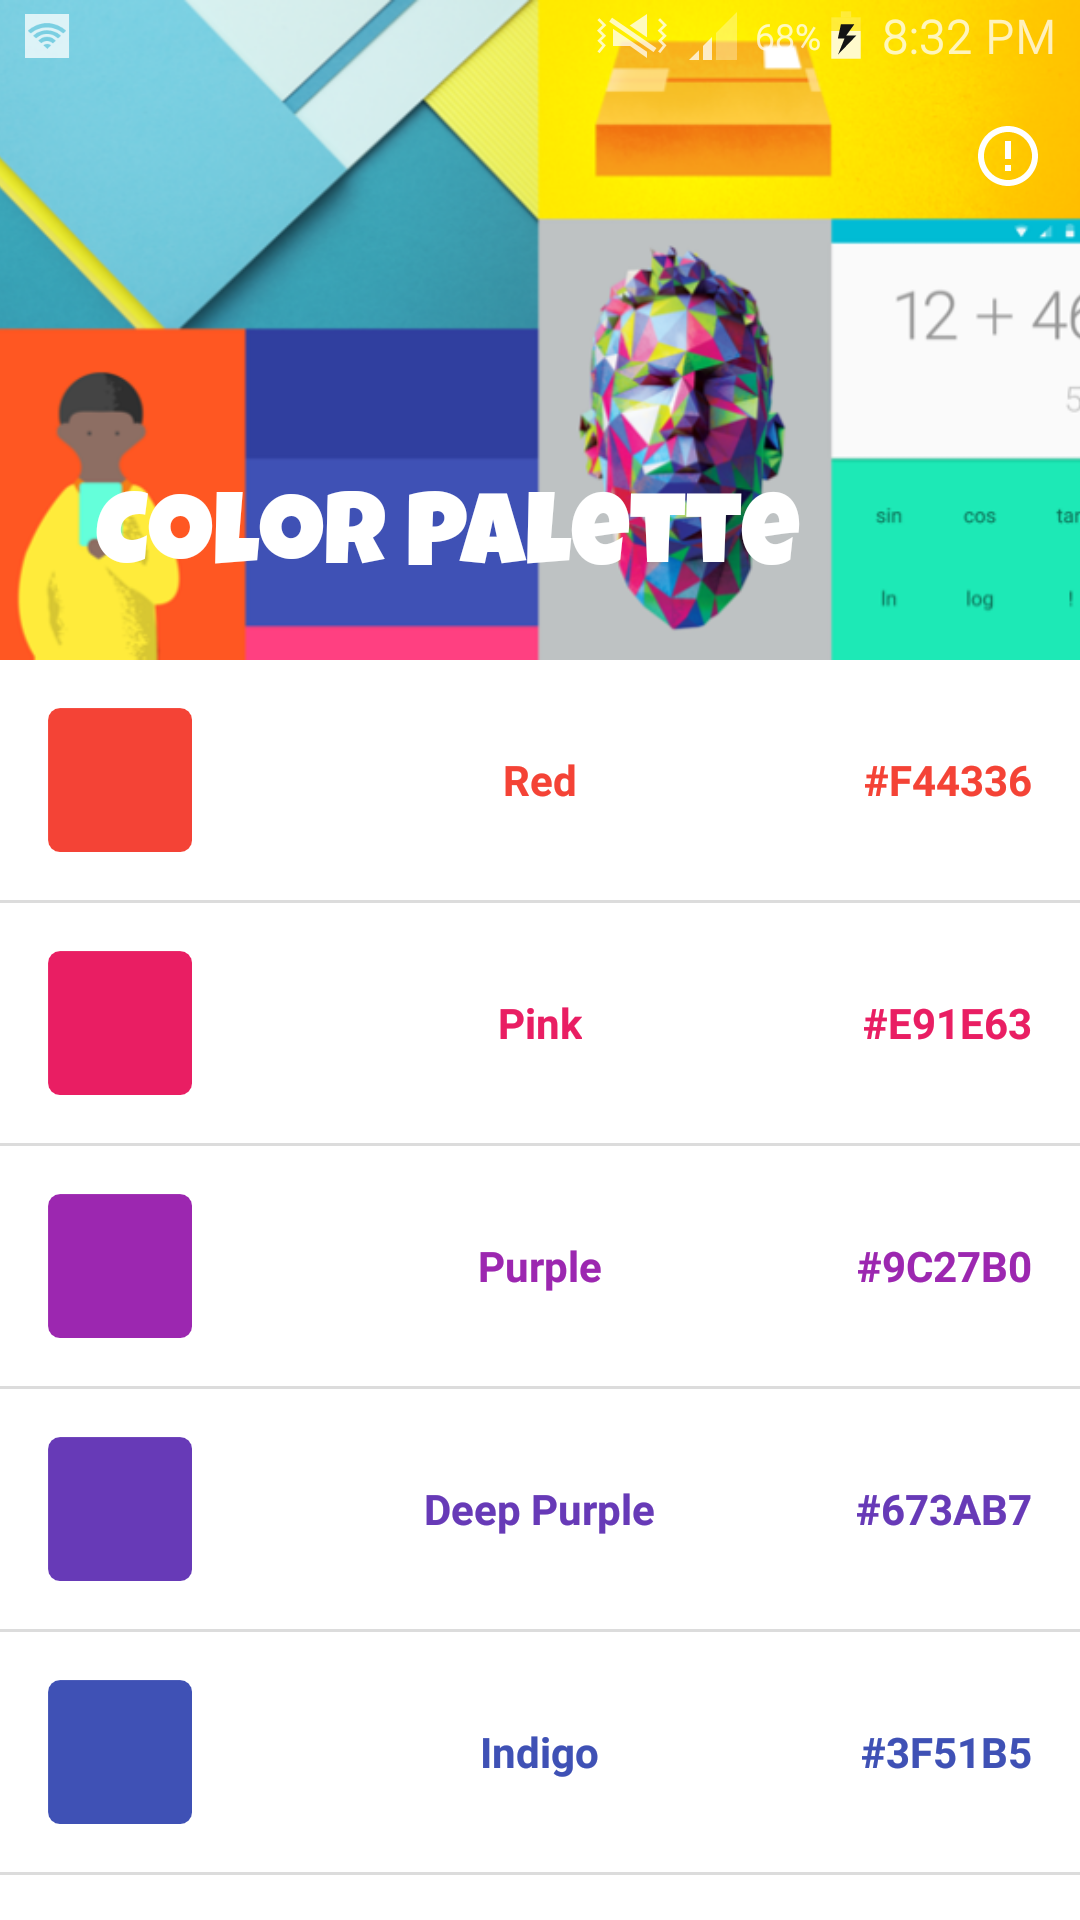 68% 8:32 PM
12 + 46
5
sin cos tan
ln log !
COLOR PALETTE
Red #F44336
Pink #E91E63
Purple #9C27B0
Deep Purple #673AB7
Indigo #3F51B5